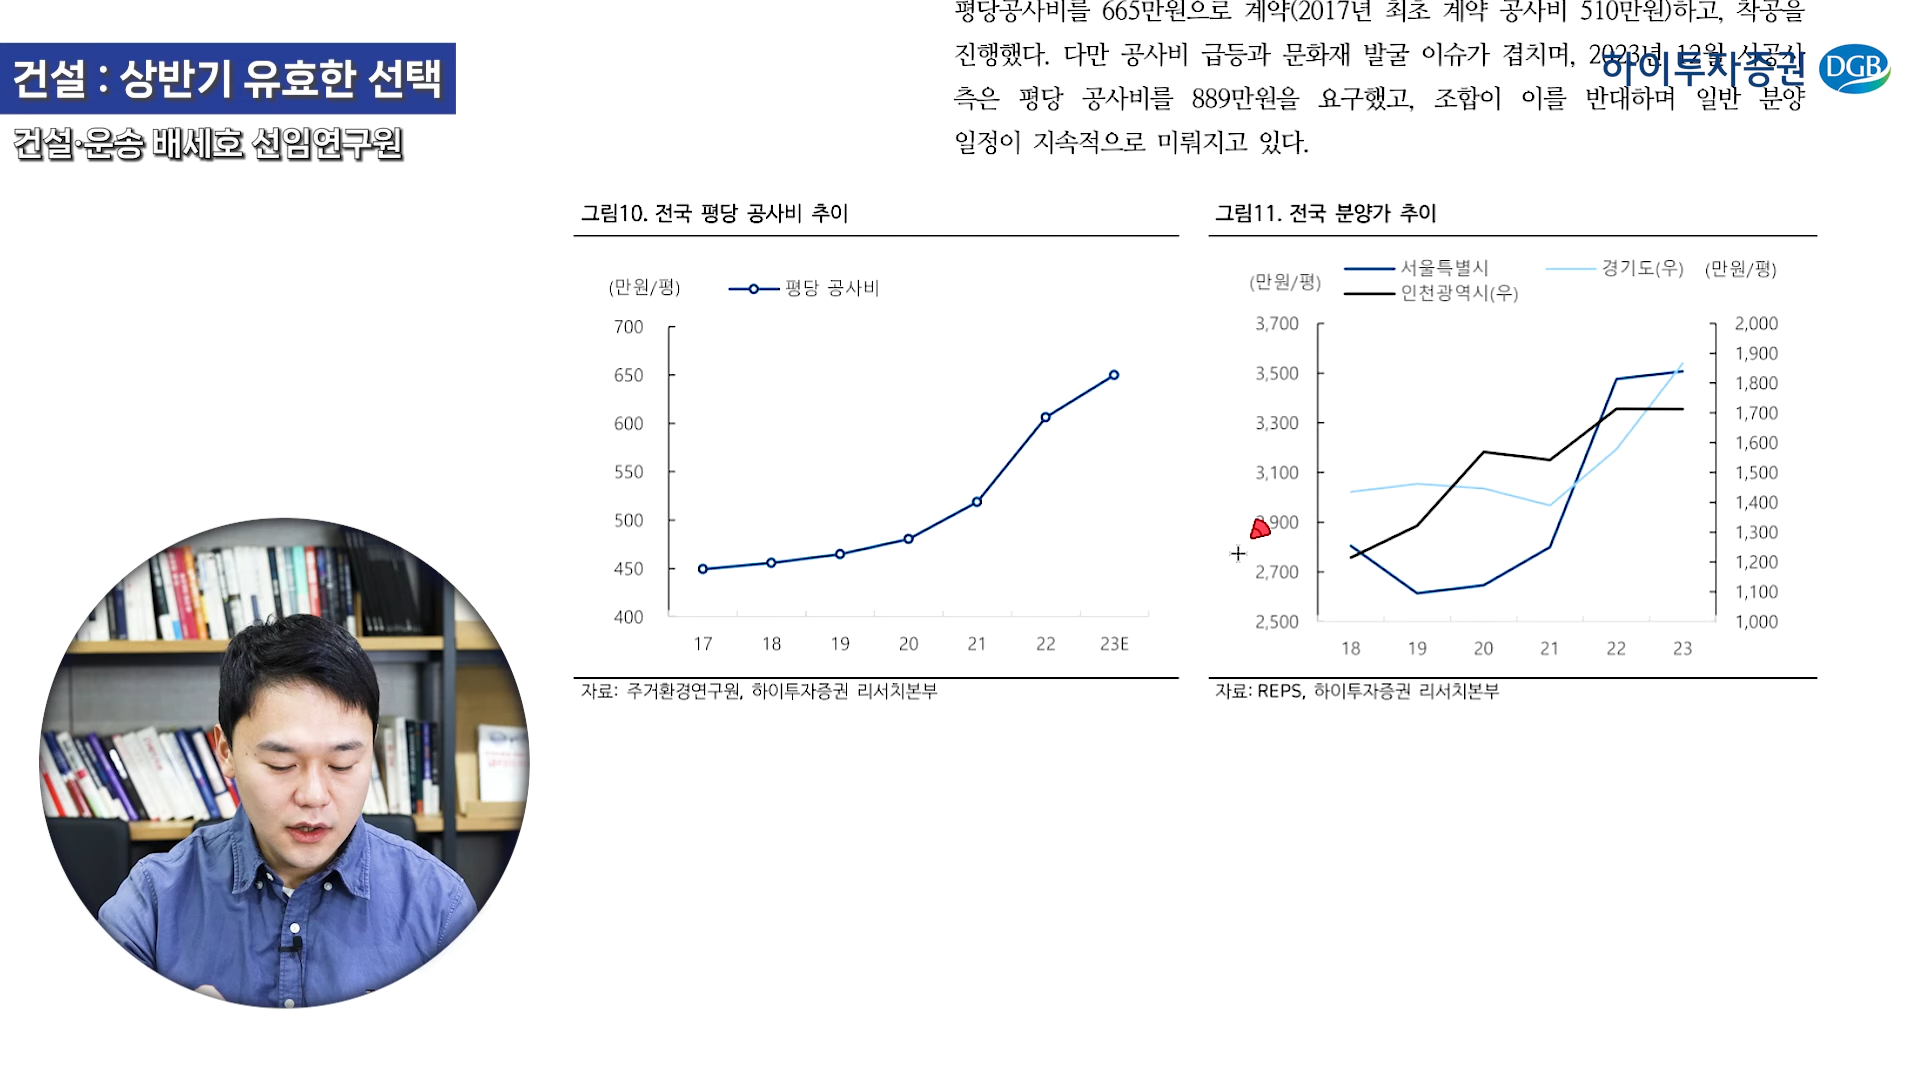 평당공사비를 665만원으로 계약(2017년 최초 계약 공사비 510만원)하고, 착공을
건설 : 상반기 유효한 선택
진행했다. 다만 공사비 급등과 문화재 발굴 이슈가 겹치며, 2023년 12월 시공사
하이투자증권 DGB
측은 평당 공사비를 889만원을 요구했고, 조합이 이를 반대하며 일반 분양
건설·운송 배세호 선임연구원
일정이 지속적으로 미뤄지고 있다.
그림10. 전국 평당 공사비 추이
(만원/평)
평당 공사비
700
650
600
550
500
450
400
17 18 19 20 21 22 23E
자료: 주거환경연구원, 하이투자증권 리서치본부
그림11. 전국 분양가 추이
(만원/평)
서울특별시 경기도(우) (만원/평)
인천광역시(우)
3,700
3,500
3,300
3,100
2,900
2,700
2,500
2,000
1,900
1,800
1,700
1,600
1,500
1,400
1,300
1,200
1,100
1,000
18 19 20 21 22 23
자료: REPS, 하이투자증권 리서치본부